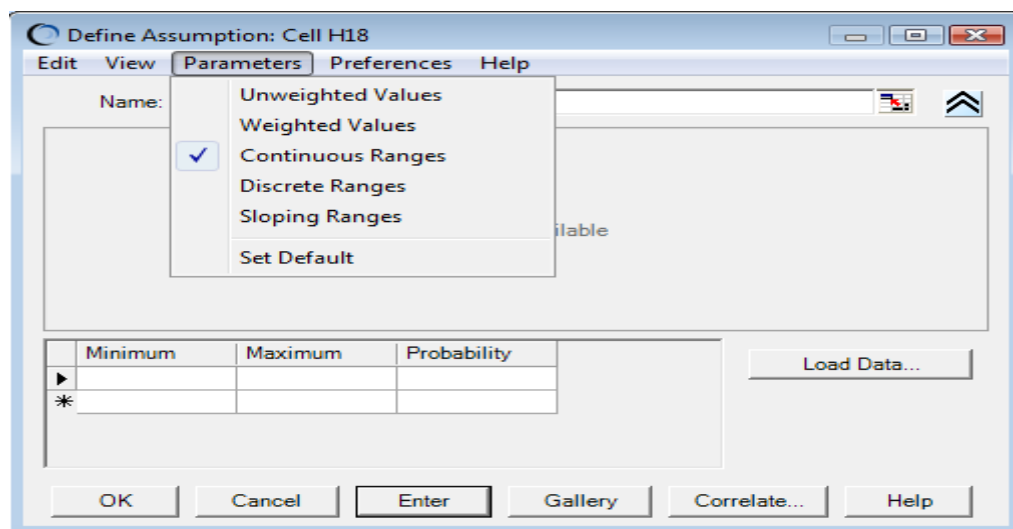 Define Assumption: Cell H18
Edit View Parameters Preferences Help
Name:
Unweighted Values
Weighted Values
Continuous Ranges
Discrete Ranges
Sloping Ranges
Set Default
ilable
Minimum Maximum Probability
Load Data...
OK Cancel Enter Gallery Correlate... Help